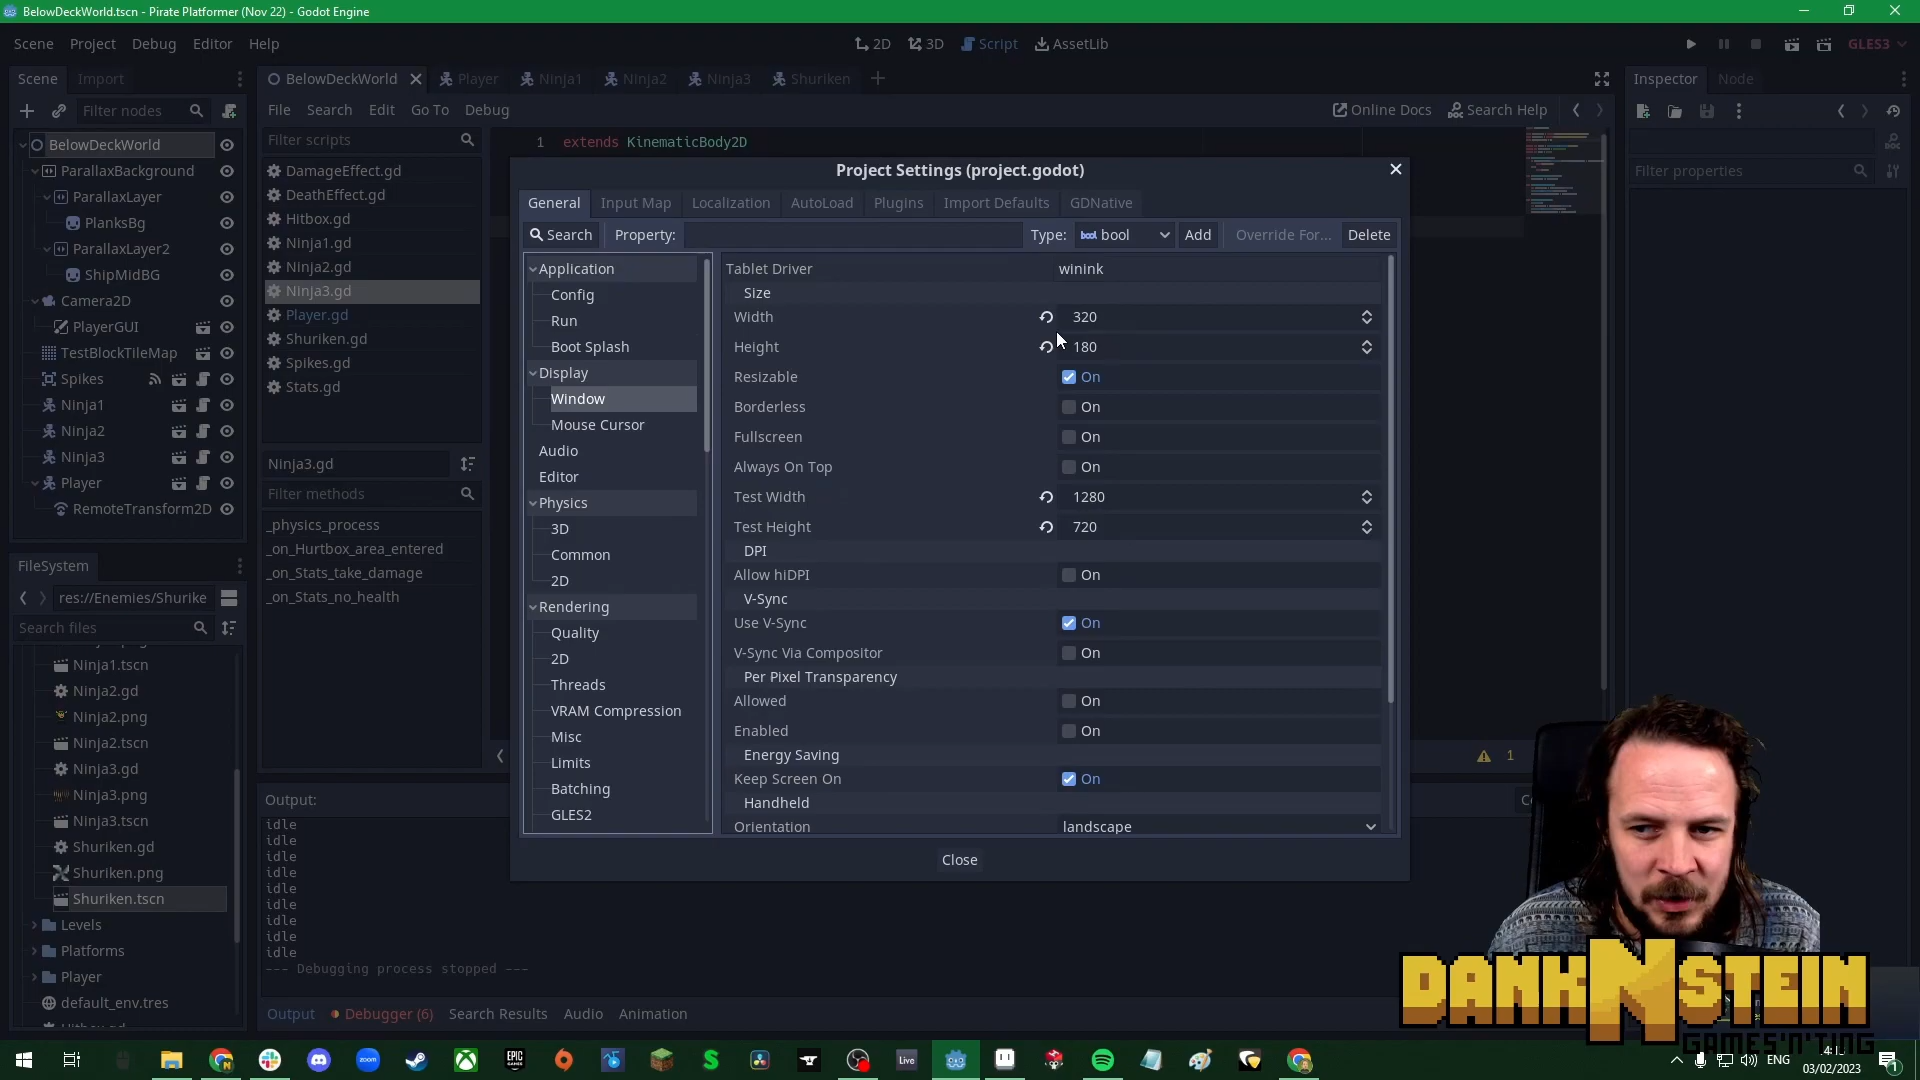 BelowDeckWorld.tscn - Pirate Platformer (Nov 22) - Godot Engine
Scene Project Debug Editor Help
2D 3D Script AssetLib
GLES3
Scene Import
BelowDeckWorld Player Ninja1 NInja2 Ninja3 Shuriken
Inspector Node
Filter nodes
File Search Edit Go To Debug
Online Docs Search Help
BelowDeckWorld
ParallaxBackground
ParallaxLayer
PlanksBg
ParallaxLayer2
ShipMidBG
Camera2D
PlayerGUI
TestBlockTileMap
Spikes
Ninja1
Ninja2
Ninja3
Player
RemoteTransform2D
Filter scripts
DamageEffect.gd
DeathEffect.gd
Hitbox.gd
Ninja1.gd
Ninja2.gd
Ninja3.gd
Player.gd
Shuriken.gd
Spikes.gd
Stats.gd
Ninja3.gd
Filter methods
_physics_process
_on_Hurtbox_area_entered
_on_Stats_take_damage
_on_Stats_no_health
1 extends KinematicBody2D
Filter properties
Project Settings (project.godot)
General Input Map Localization AutoLoad Plugins Import Defaults GDNative
Search Property: Type: bool Add Override For... Delete
Application
Config
Run
Boot Splash
Display
Window
Mouse Cursor
Audio
Editor
Physics
3D
Common
2D
Rendering
Quality
2D
Threads
VRAM Compression
Misc
Limits
Batching
GLES2
Tablet Driver winink
Size
Width 320
Height 180
Resizable On
Borderless On
Fullscreen On
Always On Top On
Test Width 1280
Test Height 720
DPI
Allow hiDPI On
V-Sync
Use V-Sync On
V-Sync Via Compositor On
Per Pixel Transparency
Allowed On
Enabled On
Energy Saving
Keep Screen On On
Handheld
Orientation landscape
Close
1
FileSystem
res://Enemies/Shurike
Search files
Ninja1.tscn
Ninja2.gd
Ninja2.png
Ninja2.tscn
Ninja3.gd
Ninja3.png
Ninja3.tscn
Shuriken.gd
Shuriken.png
Shuriken.tscn
Levels
Platforms
Player
default_env.tres
Output:
idle
idle
idle
idle
idle
idle
idle
idle
idle
--- Debugging process stopped ---
Output Debugger (6) Search Results Audio Animation
DANKNSTEIN
GAMES'N'TING
zoom
EPIC GAMES
Live
ENG
03/02/2023
1